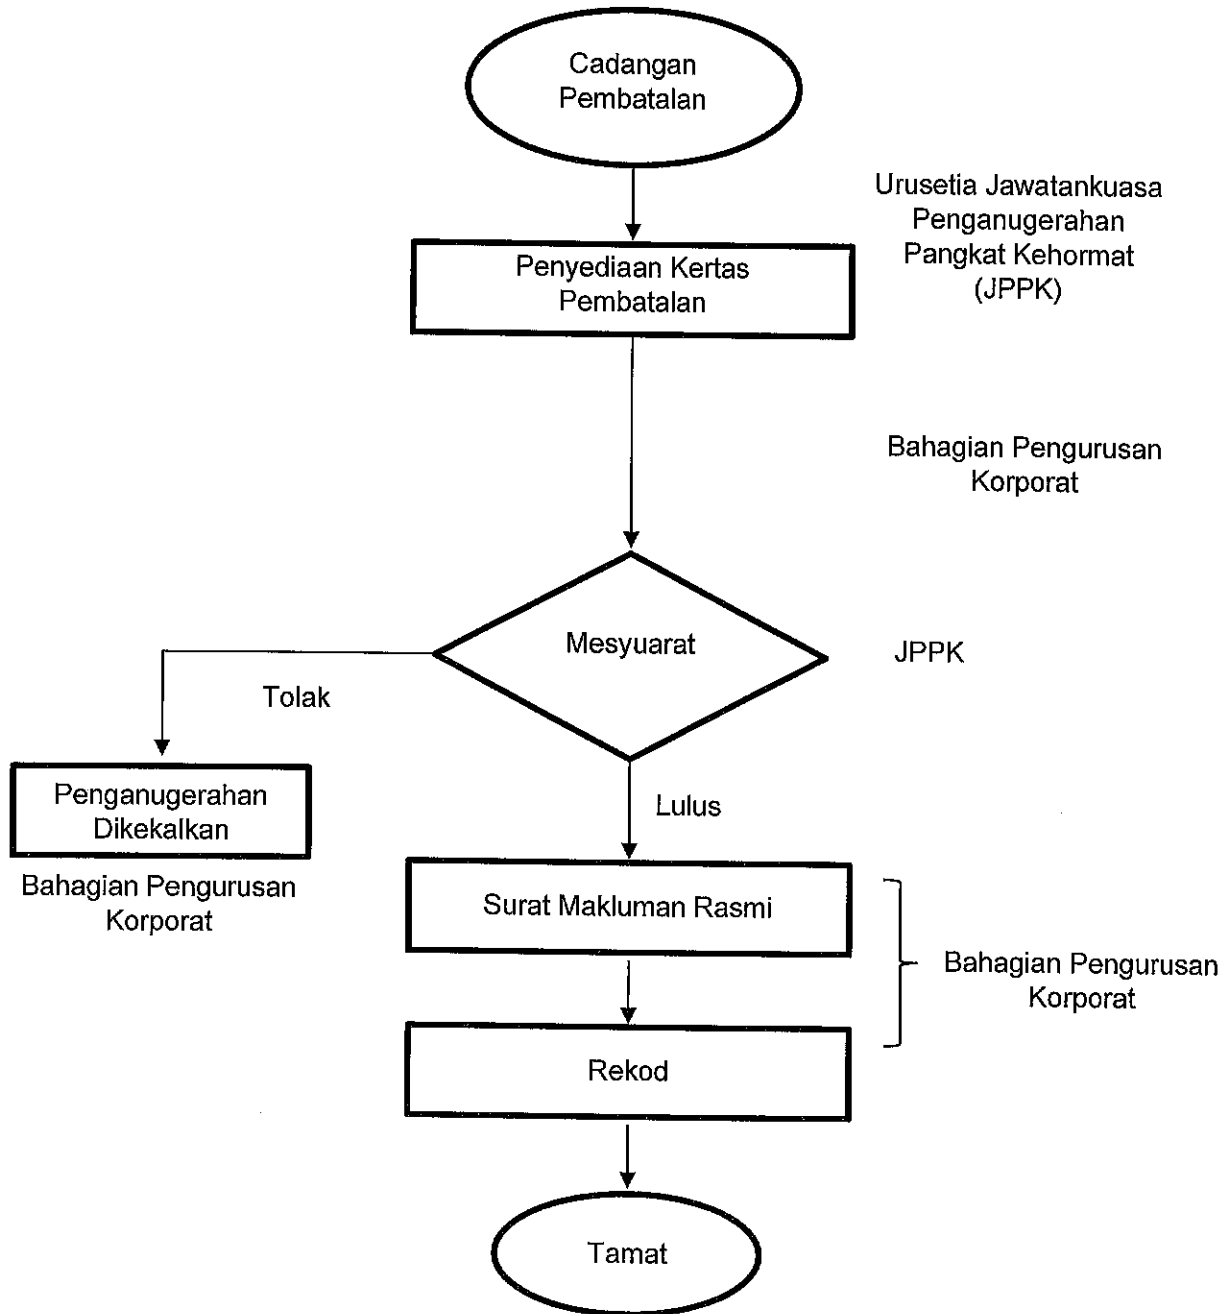 Cadangan
Pembatalan
Urusetia Jawatankuasa
Penganugerahan
Pangkat Kehormat
(JPPK)
Penyediaan Kertas
Pembatalan
Bahagian Pengurusan
Korporat
Mesyuarat
JPPK
Tolak
Penganugerahan
Dikekalkan
Bahagian Pengurusan
Korporat
Lulus
Surat Makluman Rasmi
Bahagian Pengurusan
Korporat
Rekod
Tamat